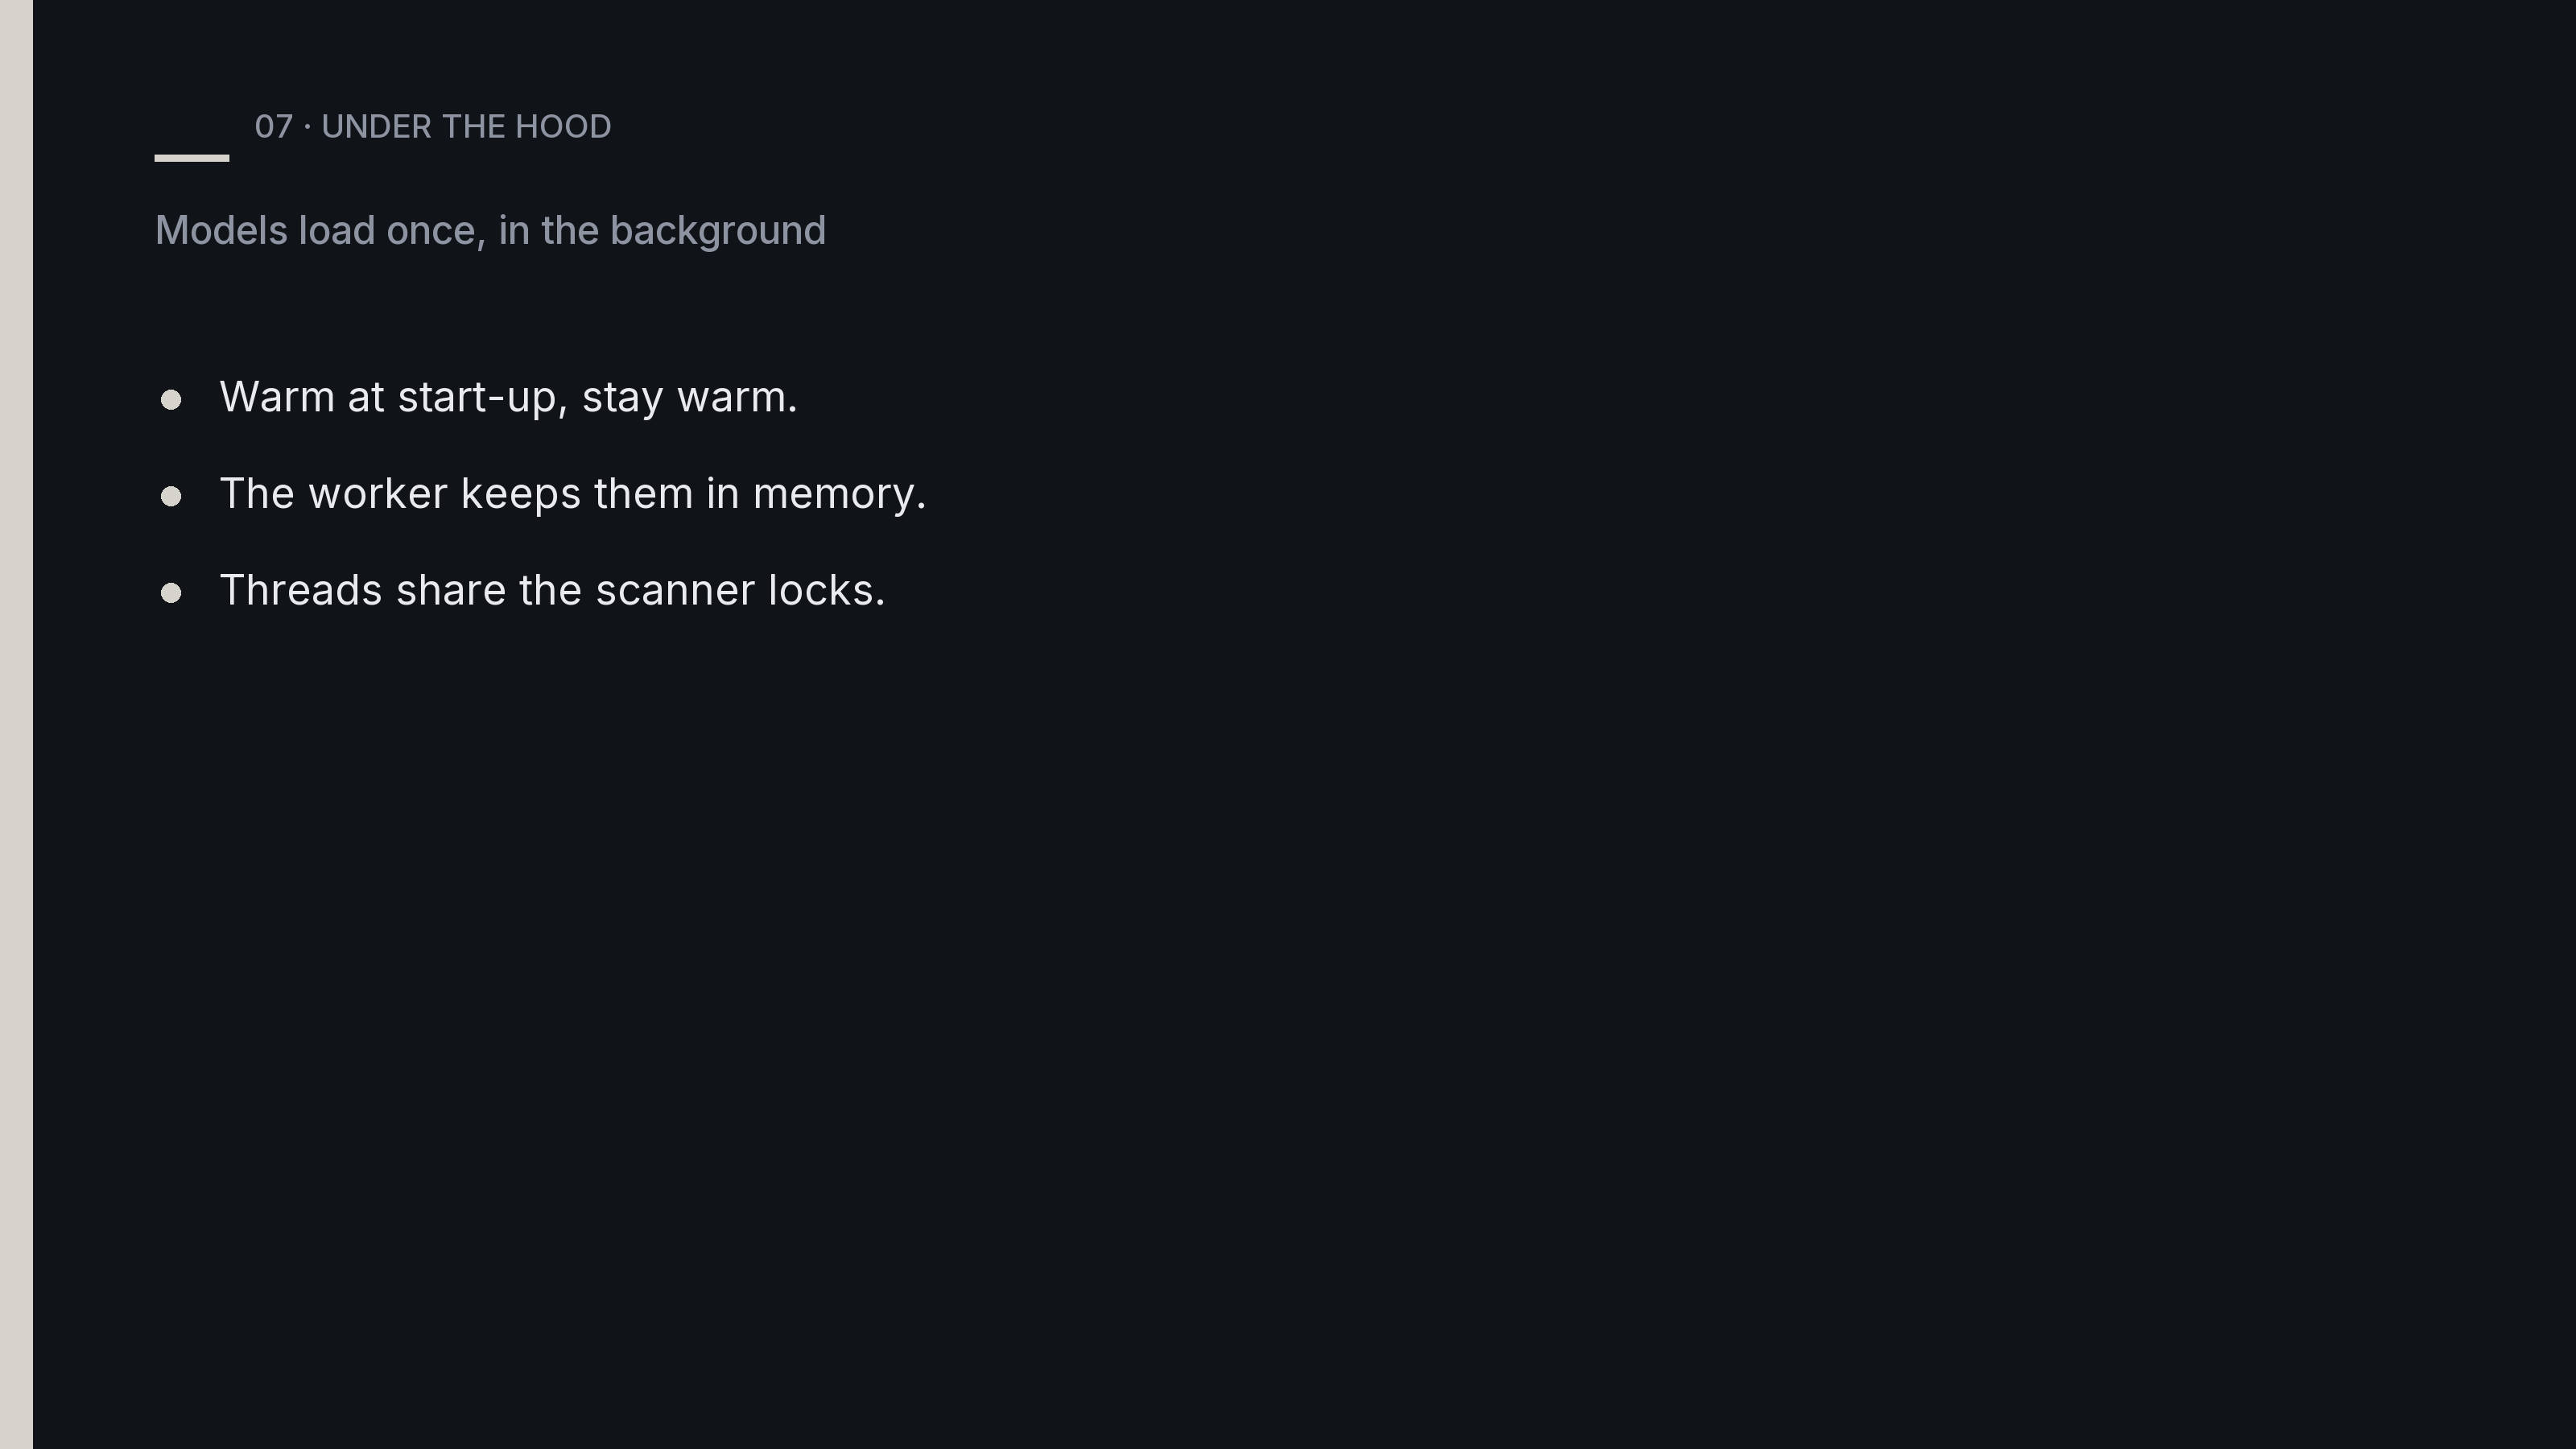 07 · UNDER THE HOOD
Models load once, in the background
Warm at start-up, stay warm.
The worker keeps them in memory.
Threads share the scanner locks.